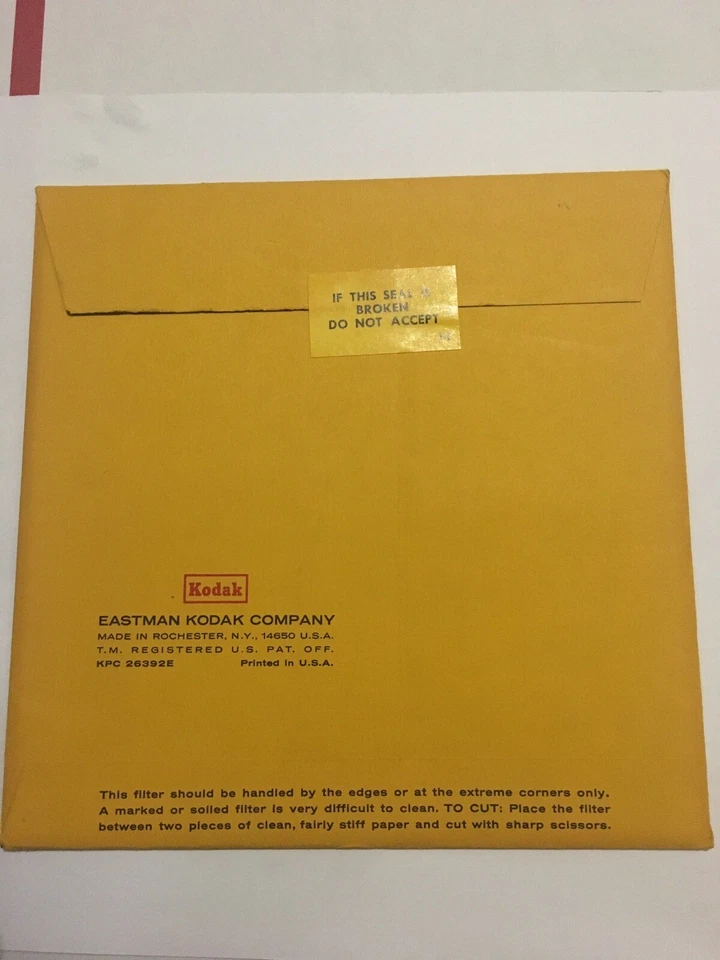 IF THIS SEAL IS
BROKEN
DO NOT ACCEPT
Kodak
EASTMAN KODAK COMPANY
MADE IN ROCHESTER, N.Y., 14650 U.S.A.
T.M. REGISTERED U.S. PAT. OFF.
KPC 26392E Printed in U.S.A.
This filter should be handled by the edges or at the extreme corners only.
A marked or soiled filter is very difficult to clean. TO CUT: Place the filter
between two pieces of clean, fairly stiff paper and cut with sharp scissors.